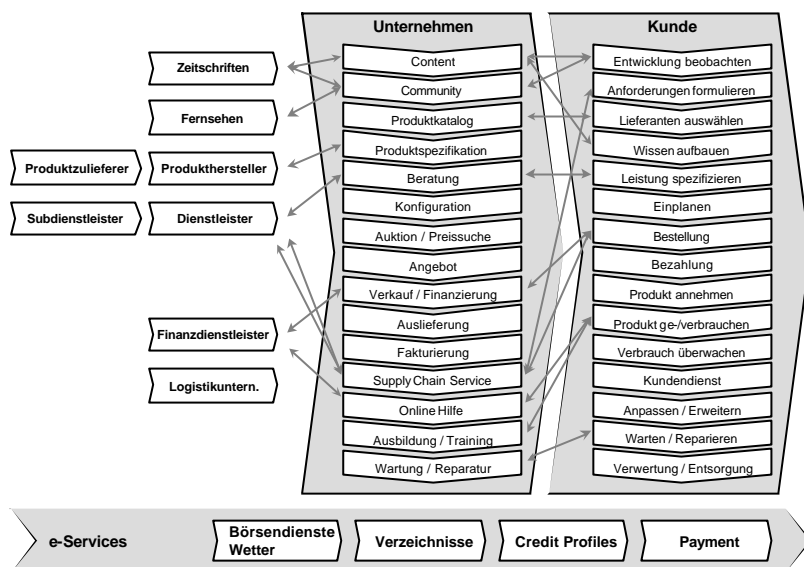 Unternehmen
Kunde
Zeitschriften
Fernsehen
Produktzulieferer
Produkthersteller
Subdienstleister
Dienstleister
Finanzdienstleister
Logistikuntern.
Content
Community
Produktkatalog
Produktspezifikation
Beratung
Konfiguration
Auktion / Preissuche
Angebot
Verkauf / Finanzierung
Auslieferung
Fakturierung
Supply Chain Service
Online Hilfe
Ausbildung / Training
Wartung / Reparatur
Entwicklung beobachten
Anforderungen formulieren
Lieferanten auswählen
Wissen aufbauen
Leistung spezifizieren
Einplanen
Bestellung
Bezahlung
Produkt annehmen
Produkt ge-/verbrauchen
Verbrauch überwachen
Kundendienst
Anpassen / Erweitern
Warten / Reparieren
Verwertung / Entsorgung
e-Services
Börsendienste
Wetter
Verzeichnisse
Credit Profiles
Payment